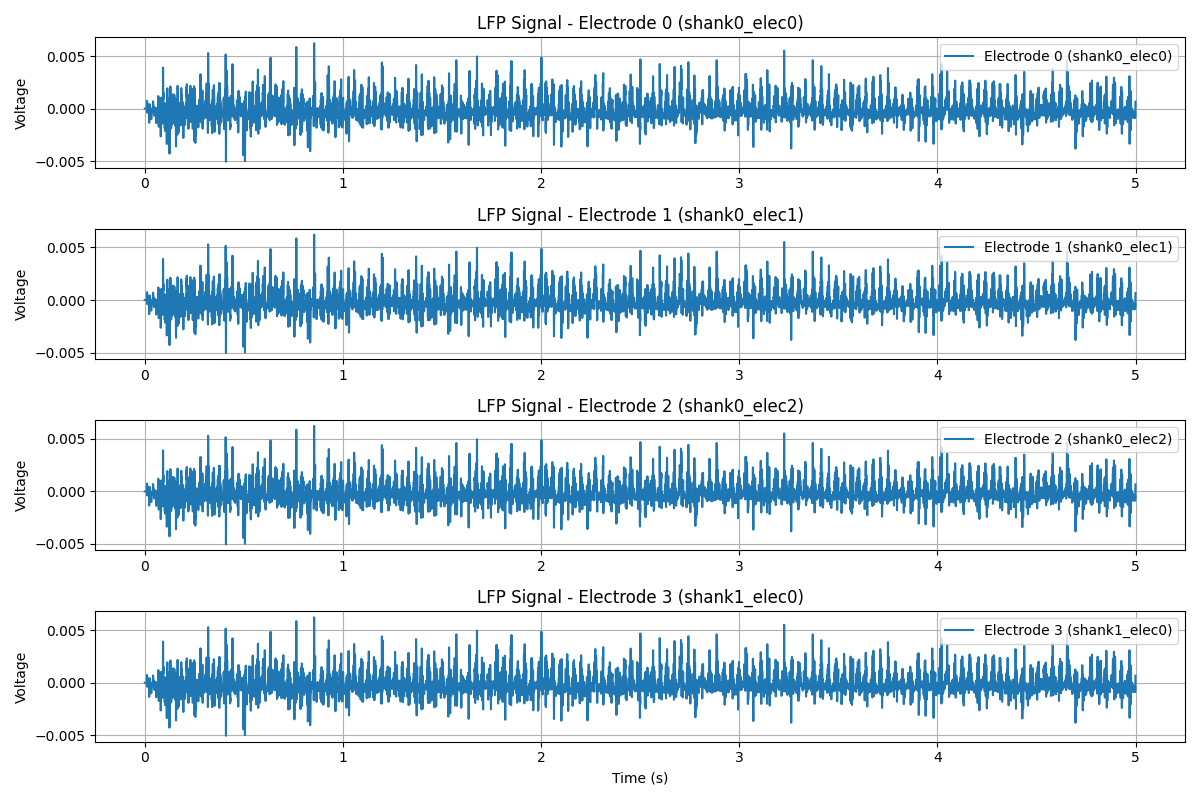 LFP Signal - Electrode 0 (shank0_elec0)
Electrode 0 (shank0_elec0)
Voltage
0.005
0.000
−0.005
0 1 2 3 4 5
LFP Signal - Electrode 1 (shank0_elec1)
Electrode 1 (shank0_elec1)
Voltage
0.005
0.000
−0.005
0 1 2 3 4 5
LFP Signal - Electrode 2 (shank0_elec2)
Electrode 2 (shank0_elec2)
Voltage
0.005
0.000
−0.005
0 1 2 3 4 5
LFP Signal - Electrode 3 (shank1_elec0)
Electrode 3 (shank1_elec0)
Voltage
0.005
0.000
−0.005
0 1 2 3 4 5
Time (s)